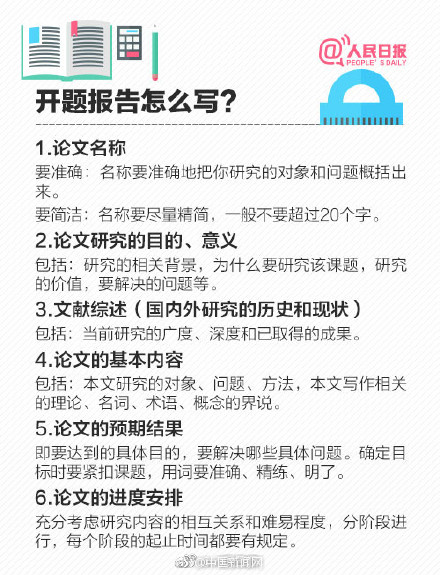 @人民日报
PEOPLE'S DAILY
开题报告怎么写?
1.论文名称
要准确：名称要准确地把你研究的对象和问题概括出
来。
要简洁：名称要尽量精简，一般不要超过20个字。
2.论文研究的目的、意义
包括：研究的相关背景，为什么要研究该课题，研究
的价值，要解决的问题等。
3.文献综述（国内外研究的历史和现状）
包括：当前研究的广度、深度和已取得的成果。
4.论文的基本内容
包括：本文研究的对象、问题、方法，本文写作相关
的理论、名词、术语、概念的界说。
5.论文的预期结果
即要达到的具体目的，要解决哪些具体问题。确定目
标时要紧扣课题，用词要准确、精练、明了。
6.论文的进度安排
充分考虑研究内容的相互关系和难易程度，分阶段进
行，每个阶段的起止时间都要有规定。
@中国新闻网